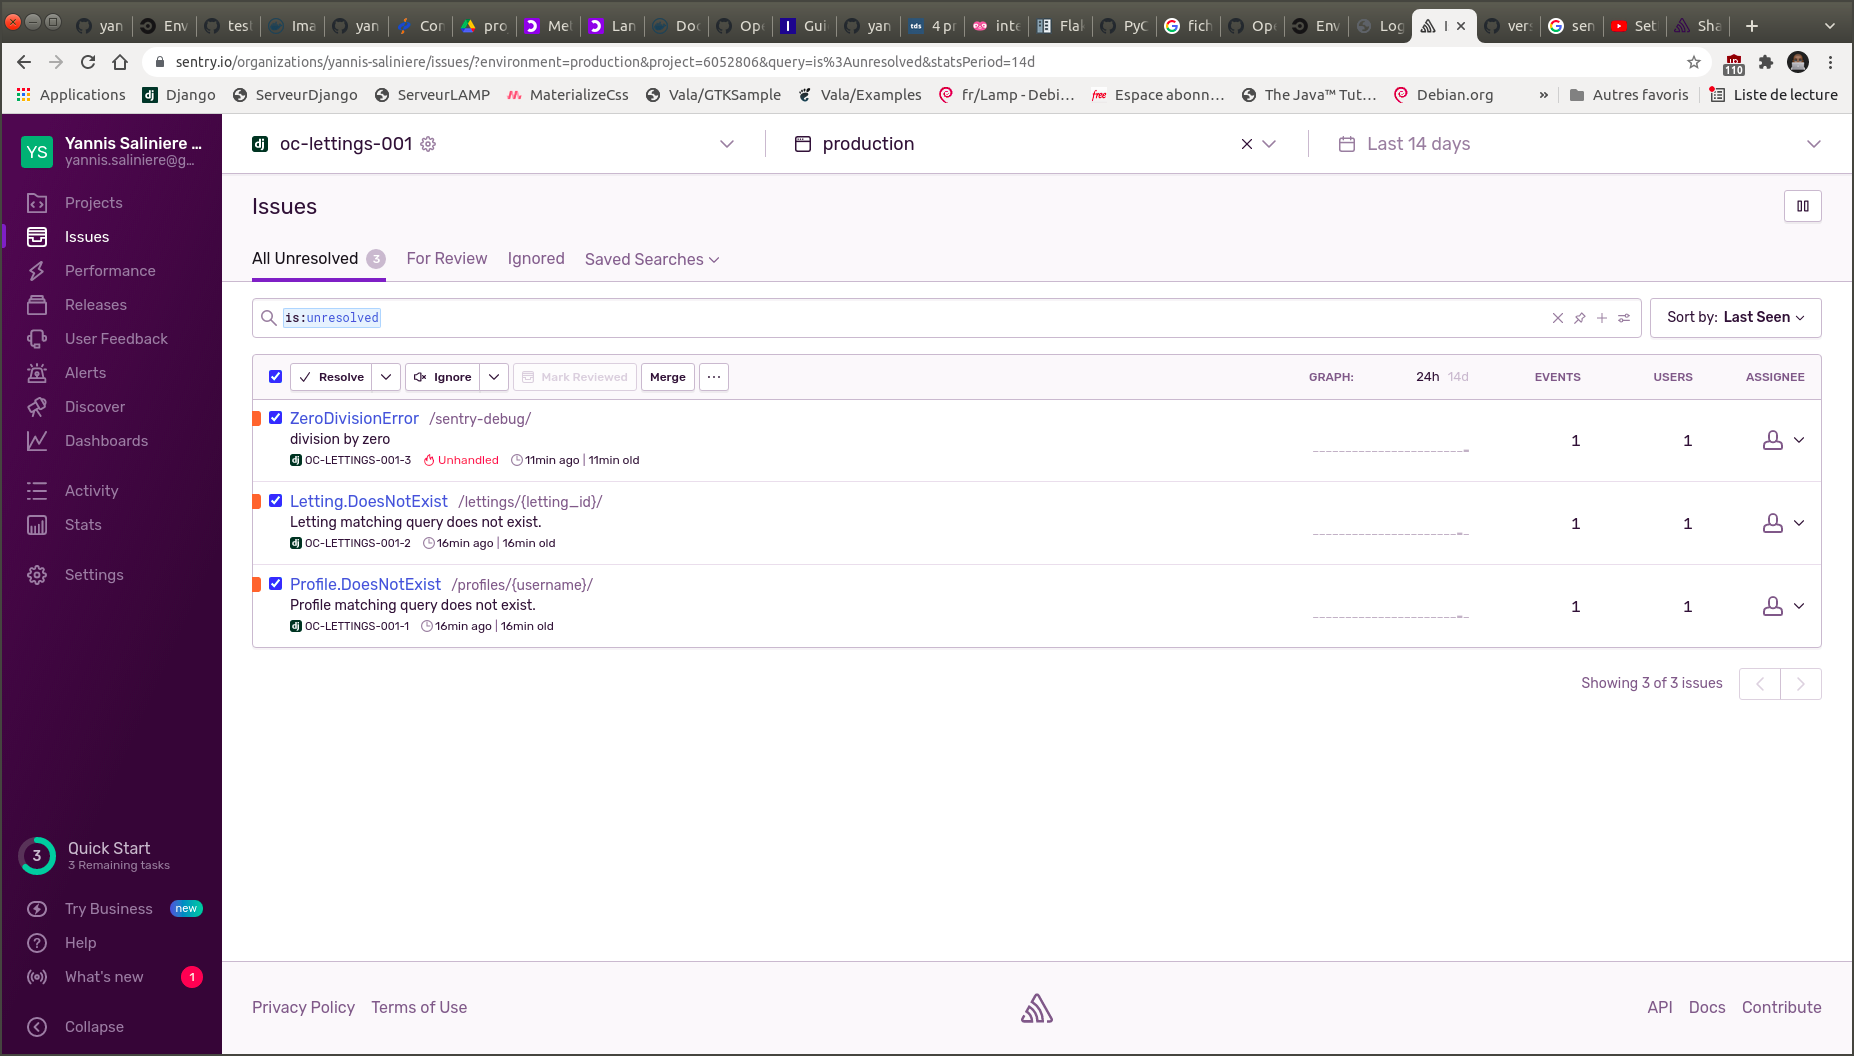 yan Env test Ima yan Con pro Met Lan Doc Ope Gui yan 4 pr inte Flak PyC fich Ope Env Log I vers sen Set Sha
sentry.io/organizations/yannis-saliniere/issues/?environment=production&project=6052806&query=is%3Aunresolved&statsPeriod=14d
110
Applications Django ServeurDjango ServeurLAMP MaterializeCss Vala/GTKSample Vala/Examples fr/Lamp - Debi... Espace abonn... The Java™ Tut... Debian.org » Autres favoris Liste de lecture
YS
Yannis Saliniere ...
yannis.saliniere@g...
Projects
Issues
Performance
Releases
User Feedback
Alerts
Discover
Dashboards
Activity
Stats
Settings
3
Quick Start
3 Remaining tasks
Try Business new
Help
What's new 1
Collapse
oc-lettings-001 production Last 14 days
Issues
All Unresolved 3 For Review Ignored Saved Searches
is:unresolved
Sort by: Last Seen
Resolve Ignore Mark Reviewed Merge ... GRAPH: 24h 14d EVENTS USERS ASSIGNEE
ZeroDivisionError /sentry-debug/
division by zero 1 1
OC-LETTINGS-001-3 Unhandled 11min ago | 11min old
Letting.DoesNotExist /lettings/{letting_id}/
Letting matching query does not exist. 1 1
OC-LETTINGS-001-2 16min ago | 16min old
Profile.DoesNotExist /profiles/{username}/
Profile matching query does not exist. 1 1
OC-LETTINGS-001-1 16min ago | 16min old
Showing 3 of 3 issues
Privacy Policy Terms of Use API Docs Contribute